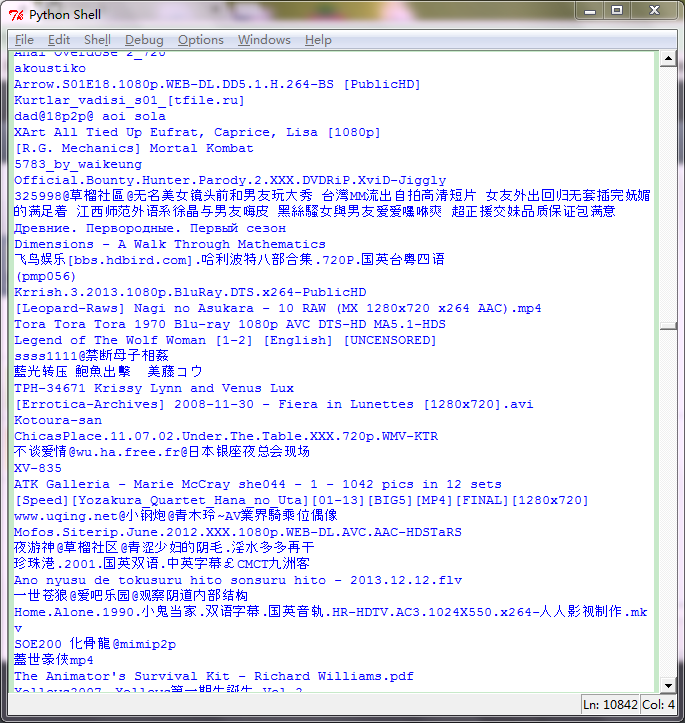 Python Shell
File Edit Shell Debug Options Windows Help
Anal Overdose 2_720
akoustiko
Arrow.S01E18.1080p.WEB-DL.DD5.1.H.264-BS [PublicHD]
Kurtlar_vadisi_s01_[tfile.ru]
dad@18p2p@ aoi sola
XArt All Tied Up Eufrat, Caprice, Lisa [1080p]
[R.G. Mechanics] Mortal Kombat
5783_by_waikeung
Official.Bounty.Hunter.Parody.2.XXX.DVDRiP.XviD-Jiggly
325998@草榴社區@无名美女镜头前和男友玩大秀 台湾MM流出自拍高清短片 女友外出回归无套插完妩媚
的满足着 江西师范外语系徐晶与男友嗨皮 黑絲騷女與男友爱爱嗑咻爽 超正援交妹品质保证包满意
Древние. Первородные. Первый сезон
Dimensions - A Walk Through Mathematics
飞鸟娱乐[bbs.hdbird.com].哈利波特八部合集.720P.国英台粤四语
(pmp056)
Krrish.3.2013.1080p.BluRay.DTS.x264-PublicHD
[Leopard-Raws] Nagi no Asukara - 10 RAW (MX 1280x720 x264 AAC).mp4
Tora Tora Tora 1970 Blu-ray 1080p AVC DTS-HD MA5.1-HDS
Legend of The Wolf Woman [1-2] [English] [UNCENSORED]
ssss1111@禁断母子相姦
藍光转压 鮑魚出擊  美藤コウ
TPH-34671 Krissy Lynn and Venus Lux
[Errotica-Archives] 2008-11-30 - Fiera in Lunettes [1280x720].avi
Kotoura-san
ChicasPlace.11.07.02.Under.The.Table.XXX.720p.WMV-KTR
不谈爱情@wu.ha.free.fr@日本银座夜总会现场
XV-835
ATK Galleria - Marie McCray she044 - 1 - 1042 pics in 12 sets
[Speed][Yozakura_Quartet_Hana_no_Uta][01-13][BIG5][MP4][FINAL][1280x720]
www.uqing.net@小钢炮@青木玲~AV業界騎乘位偶像
Mofos.Siterip.June.2012.XXX.1080p.WEB-DL.AVC.AAC-HDSTaRS
夜游神@草榴社区@青涩少妇的阴毛.淫水多多再干
珍珠港.2001.国英双语.中英字幕￡CMCT九洲客
Ano nyusu de tokusuru hito sonsuru hito - 2013.12.12.flv
一世苍狼@爱吧乐园@观察阴道内部结构
Home.Alone.1990.小鬼当家.双语字幕.国英音轨.HR-HDTV.AC3.1024X550.x264-人人影视制作.mk
v
SOE200 化骨龍@mimip2p
蓋世豪俠mp4
The Animator's Survival Kit - Richard Williams.pdf
Ln: 10842 Col: 4